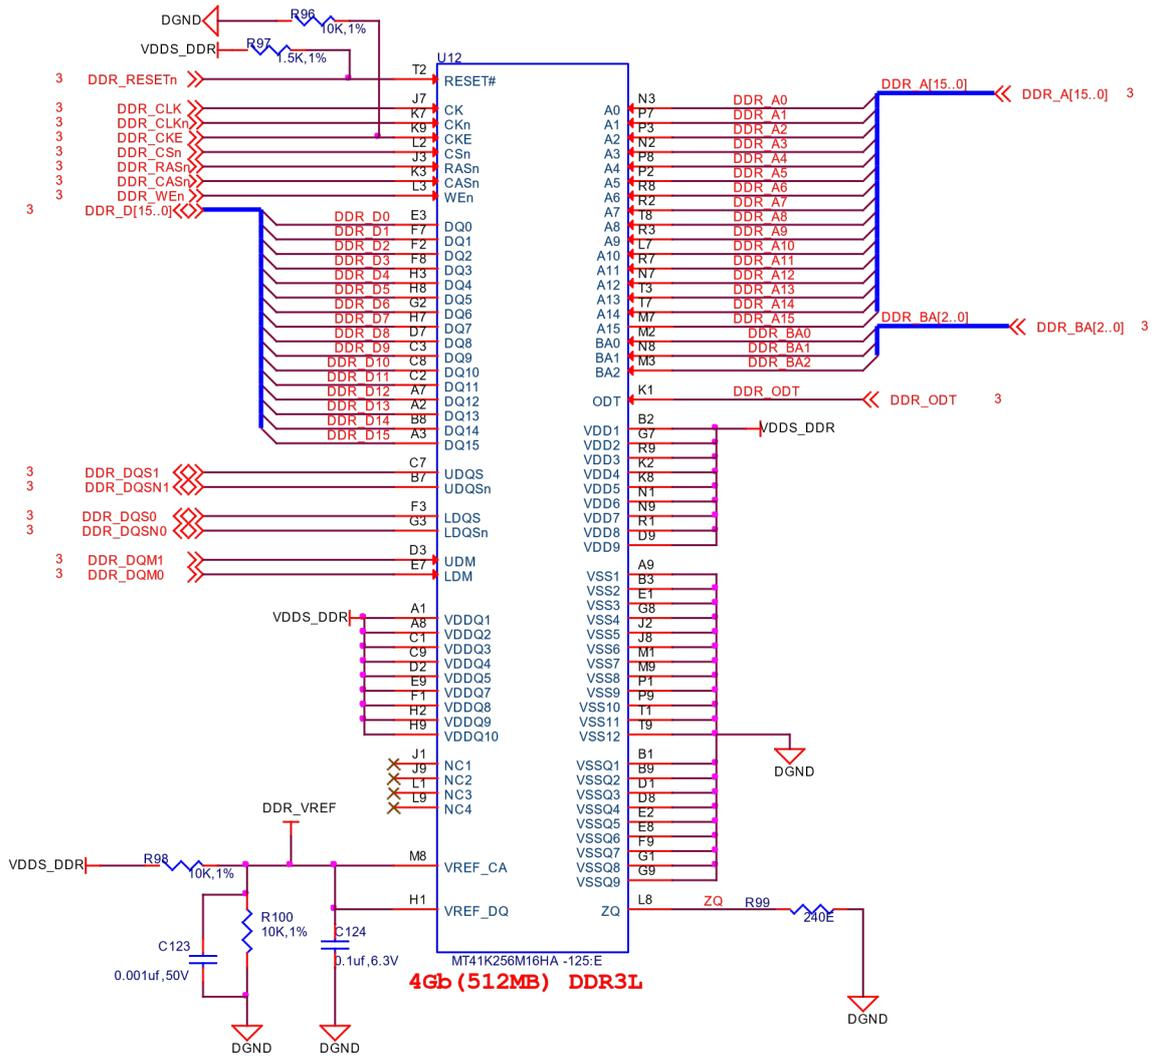 DGND
R96
10K,1%
VDDS_DDR
R97
1.5K,1%
U12
3 DDR_RESETn T2 RESET#
3 DDR_CLK J7 CK
3 DDR_CLKn K7 CKn
3 DDR_CKE K9 CKE
3 DDR_CSn L2 CSn
3 DDR_RASn J3 RASn
3 DDR_CASn K3 CASn
3 DDR_WEn L3 WEn
3 DDR_D[15..0]
DDR_D0 E3 DQ0
DDR_D1 F7 DQ1
DDR_D2 F2 DQ2
DDR_D3 F8 DQ3
DDR_D4 H3 DQ4
DDR_D5 H8 DQ5
DDR_D6 G2 DQ6
DDR_D7 H7 DQ7
DDR_D8 D7 DQ8
DDR_D9 C3 DQ9
DDR_D10 C8 DQ10
DDR_D11 C2 DQ11
DDR_D12 A7 DQ12
DDR_D13 A2 DQ13
DDR_D14 B8 DQ14
DDR_D15 A3 DQ15
3 DDR_DQS1 C7 UDQS
3 DDR_DQSN1 B7 UDQSn
3 DDR_DQS0 F3 LDQS
3 DDR_DQSN0 G3 LDQSn
3 DDR_DQM1 D3 UDM
3 DDR_DQM0 E7 LDM
VDDS_DDR A1 VDDQ1
A8 VDDQ2
C1 VDDQ3
C9 VDDQ4
D2 VDDQ5
E9 VDDQ7
F1 VDDQ8
H2 VDDQ9
H9 VDDQ10
J1 NC1
J9 NC2
L1 NC3
L9 NC4
DDR_VREF
VDDS_DDR
R98
10K,1%
M8 VREF_CA
H1 VREF_DQ
R100
10K,1%
C123
0.001uf,50V
C124
0.1uf,6.3V
DGND
DGND
A0 N3 DDR_A0
A1 P7 DDR_A1
A2 P3 DDR_A2
A3 N2 DDR_A3
A4 P8 DDR_A4
A5 P2 DDR_A5
A6 R8 DDR_A6
A7 R2 DDR_A7
A8 T8 DDR_A8
A9 R3 DDR_A9
A10 L7 DDR_A10
A11 R7 DDR_A11
A12 N7 DDR_A12
A13 T3 DDR_A13
A14 T7 DDR_A14
A15 M7 DDR_A15
DDR_A[15..0] DDR_A[15..0] 3
BA0 M2 DDR_BA0
BA1 N8 DDR_BA1
BA2 M3 DDR_BA2
DDR_BA[2..0] DDR_BA[2..0] 3
ODT K1 DDR_ODT DDR_ODT 3
VDD1 B2 VDDS_DDR
VDD2 G7
VDD3 R9
VDD4 K2
VDD5 K8
VDD6 N1
VDD7 N9
VDD8 R1
VDD9 D9
VSS1 A9
VSS2 B3
VSS3 E1
VSS4 G8
VSS5 J2
VSS6 J8
VSS7 M1
VSS8 M9
VSS9 P1
VSS10 P9
VSS11 T1
VSS12 T9
DGND
VSSQ1 B1
VSSQ2 B9
VSSQ3 D1
VSSQ4 D8
VSSQ5 E2
VSSQ6 E8
VSSQ7 F9
VSSQ8 G1
VSSQ9 G9
ZQ L8 ZQ R99
240E
DGND
MT41K256M16HA -125:E
4Gb(512MB) DDR3L